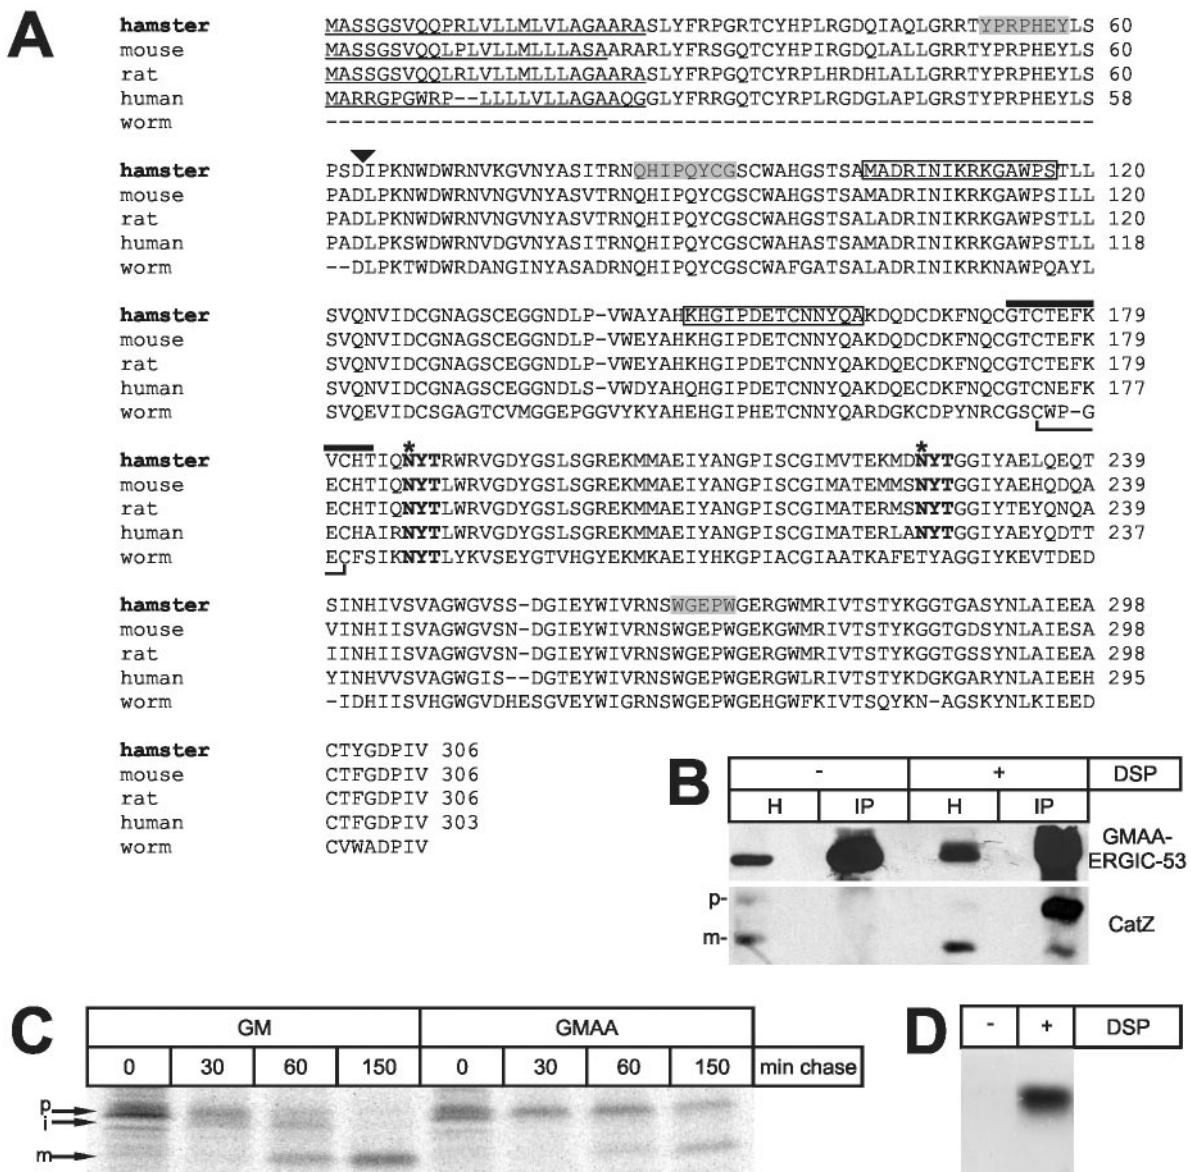 A
hamster MASSGSVQQPRLVLLMLVLAGAARASLYFRPGRTCYHPLRGDQIAQLGRRTYPRPHEYLS 60
mouse MASSGSVQQLPLVLLMLLLASAARARLYFRSGQTCYHPIRGDQLALLGRRTYPRPHEYLS 60
rat MASSGSVQQLRLVLLMLLLAGAARASLYFRPGQTCYRPLHRDHLALLGRRTYPRPHEYLS 60
human MARRGPGWRP--LLLLVLLAGAAQGGLYFRRGQTCYRPLRGDGLAPLGRSTYPRPHEYLS 58
worm ------------------------------------------------------------
hamster PSDIPKNWDWRNVKGVNYASITRNQHIPQYCGSCWAHGSTSAMADRINIKRKGAWPSTLL 120
mouse PADLPKNWDWRNVNGVNYASVTRNQHIPQYCGSCWAHGSTSAMADRINIKRKGAWPSILL 120
rat PADLPKNWDWRNVNGVNYASVTRNQHIPQYCGSCWAHGSTSALADRINIKRKGAWPSTLL 120
human PADLPKSWDWRNVDGVNYASITRNQHIPQYCGSCWAHASTSAMADRINIKRKGAWPSTLL 118
worm --DLPKTWDWRDANGINYASADRNQHIPQYCGSCWAFGATSALADRINIKRKNAWPQAYL
hamster SVQNVIDCGNAGSCEGGNDLP-VWAYAHKHGIPDETCNNYQAKDQDCDKFNQCGTCTEFK 179
mouse SVQNVIDCGNAGSCEGGNDLP-VWEYAHKHGIPDETCNNYQAKDQDCDKFNQCGTCTEFK 179
rat SVQNVIDCGNAGSCEGGNDLP-VWEYAHKHGIPDETCNNYQAKDQECDKFNQCGTCTEFK 179
human SVQNVIDCGNAGSCEGGNDLS-VWDYAHQHGIPDETCNNYQAKDQECDKFNQCGTCNEFK 177
worm SVQEVIDCSGAGTCVMGGEPGGVYKYAHEHGIPHETCNNYQARDGKCDPYNRCGSCWP-G
* *
hamster VCHTIQNYTRWRVGDYGSLSGREKMMAEIYANGPISCGIMVTEKMDNYTGGIYAELQEQT 239
mouse ECHTIQNYTLWRVGDYGSLSGREKMMAEIYANGPISCGIMATEMMSNYTGGIYAEHQDQA 239
rat ECHTIQNYTLWRVGDYGSLSGREKMMAEIYANGPISCGIMATERMSNYTGGIYTEYQNQA 239
human ECHAIRNYTLWRVGDYGSLSGREKMMAEIYANGPISCGIMATERLANYTGGIYAEYQDTT 237
worm ECFSIKNYTLYKVSEYGTVHGYEKMKAEIYHKGPIACGIAATKAFETYAGGIYKEVTDED
hamster SINHIVSVAGWGVSS-DGIEYWIVRNSWGEPWGERGWMRIVTSTYKGGTGASYNLAIEEA 298
mouse VINHIISVAGWGVSN-DGIEYWIVRNSWGEPWGEKGWMRIVTSTYKGGTGDSYNLAIESA 298
rat IINHIISVAGWGVSN-DGIEYWIVRNSWGEPWGERGWMRIVTSTYKGGTGSSYNLAIEEA 298
human YINHVVSVAGWGIS--DGTEYWIVRNSWGEPWGERGWLRIVTSTYKDGKGARYNLAIEEH 295
worm -IDHIISVHGWGVDHESGVEYWIGRNSWGEPWGEHGWFKIVTSQYKN-AGSKYNLKIEED
hamster CTYGDPIV 306
mouse CTFGDPIV 306
rat CTFGDPIV 306
human CTFGDPIV 303
worm CVWADPIV
B
- + DSP
H IP H IP
GMAA-
ERGIC-53
p-
m- CatZ
C
GM GMAA
0 30 60 150 0 30 60 150 min chase
p
i
m
D
- + DSP